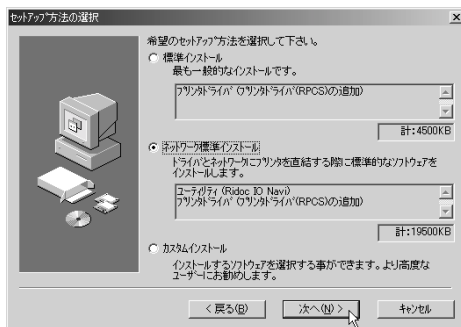 セットアップ方法の選択
希望のセットアップ方法を選択して下さい。
標準インストール
最も一般的なインストールです。
プリンタドライバ (プリンタドライバ(RPCS)の追加)
計:4500KB
ネットワーク標準インストール
ドライバとネットワークにプリンタを直結する際に標準的なソフトウェアを
インストールします。
ユーティリティ (Ridoc IO Navi)
プリンタドライバ (プリンタドライバ(RPCS)の追加)
計:19500KB
カスタムインストール
インストールするソフトウェアを選択する事ができます。より高度な
ユーザーにお勧めします。
< 戻る(B)
次へ(N) >
キャンセル